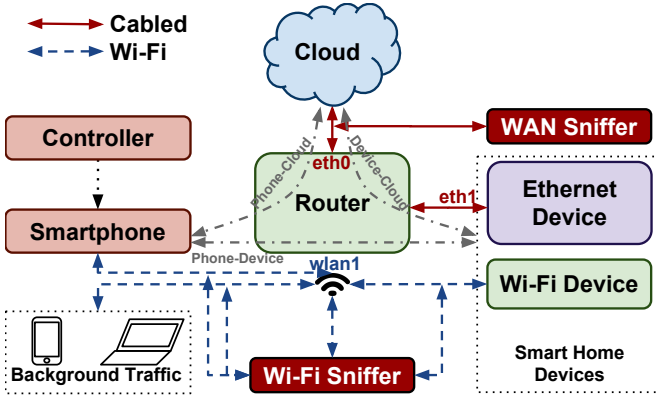 Cabled
Wi-Fi
Cloud
WAN Sniffer
Controller
Phone-Cloud
Device-Cloud
eth0
Router
eth1
Ethernet
Device
Smartphone
Phone-Device
wlan1
Wi-Fi Device
Background Traffic
Wi-Fi Sniffer
Smart Home
Devices